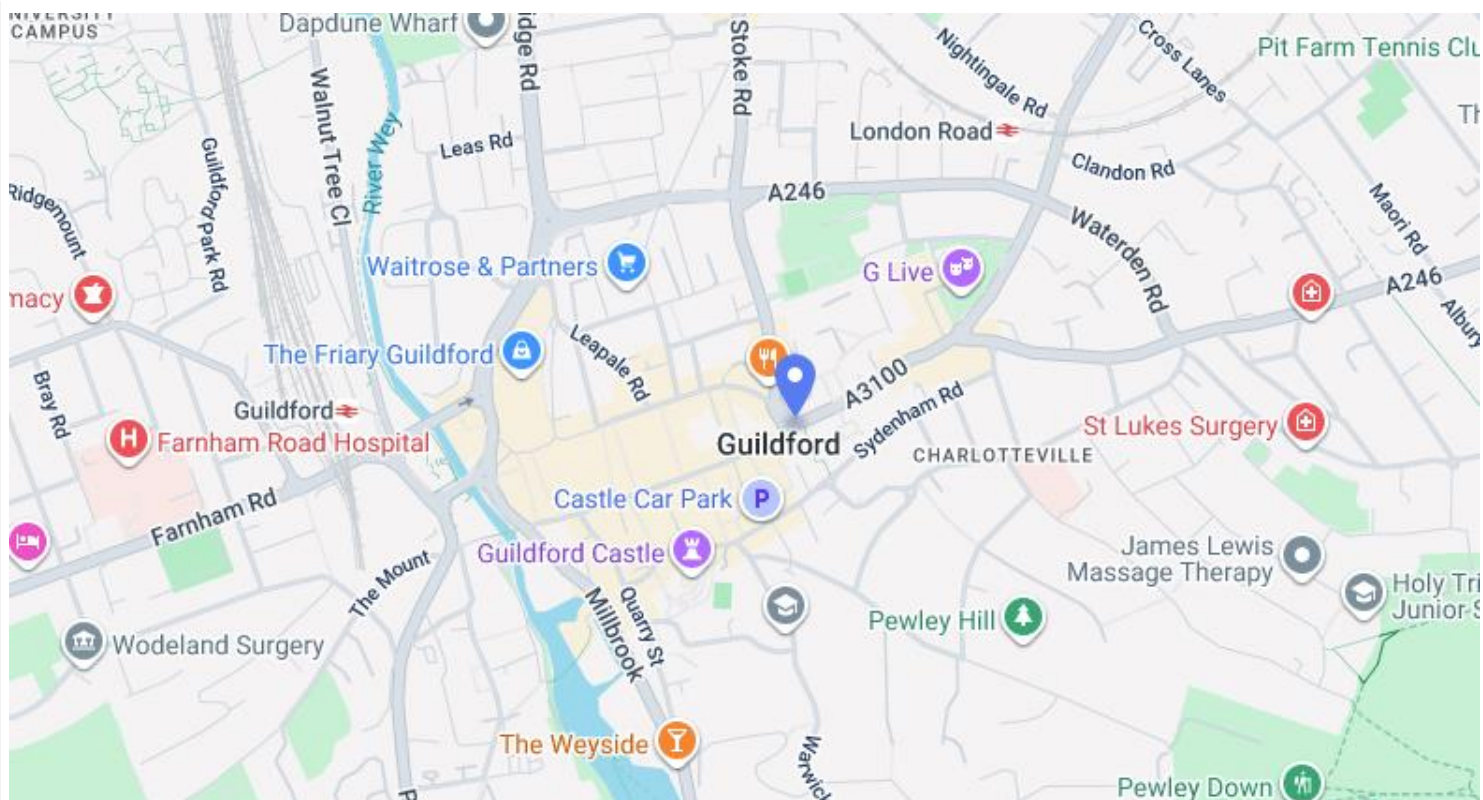 CAMPUS
Dapdune Wharf
Stoke Rd
Nightingale Rd
Cross Lanes
Pit Farm Tennis
Walnut Tree Cl
River Wey
Guildford Park Rd
Leas Rd
London Road
Clandon Rd
Ridgemount
A246
Maori Rd
Waterden Rd
Waitrose & Partners
G Live
A246
Albury
The Friary Guildford
Leapale Rd
A3100
Bray Rd
Guildford
Sydenham Rd
Farnham Road Hospital
Guildford
St Lukes Surgery
CHARLOTTEVILLE
Farnham Rd
Castle Car Park
P
H
Guildford Castle
The Mount
James Lewis
Massage Therapy
Quarry St
Millbrook
Holy
Junior
Pewley Hill
Wodeland Surgery
The Weyside
Pewley Down